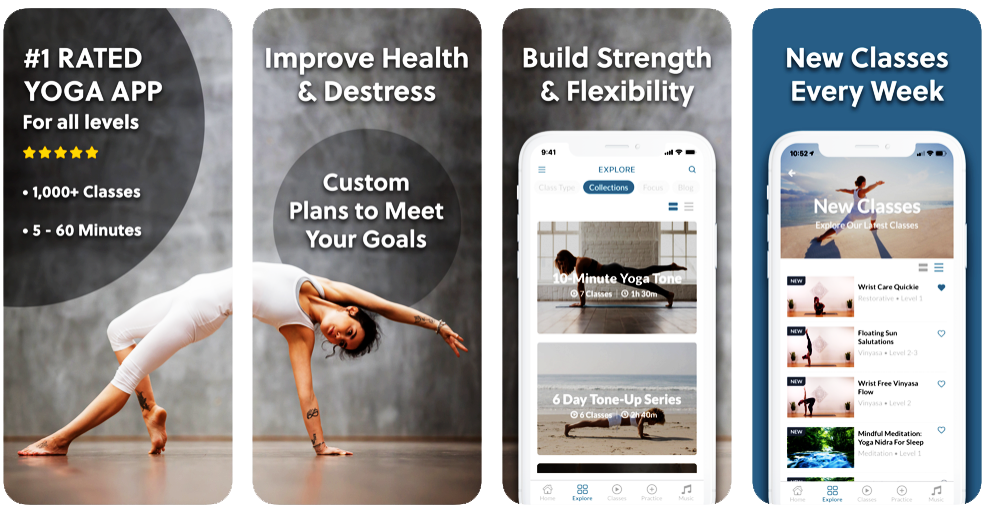 #1 RATED
YOGA APP
For all levels
• 1,000+ Classes
• 5 - 60 Minutes
Improve Health
& Destress
Custom
Plans to Meet
Your Goals
Build Strength
& Flexibility
9:41
EXPLORE
Class Type Collections Focus Blog
10-Minute Yoga Tone
7 Classes 1h 30m
6 Day Tone-Up Series
6 Classes 2h 40m
Home Explore Classes Practice Music
New Classes
Every Week
10:52
New Classes
Explore Our Latest Classes
NEW
Wrist Care Quickie
Restorative • Level 1
NEW
Floating Sun
Salutations
Vinyasa • Level 2-3
NEW
Wrist Free Vinyasa
Flow
Vinyasa • Level 2
NEW
Mindful Meditation:
Yoga Nidra For Sleep
Meditation • Level 1
NEW
Home Explore Classes Practice Music